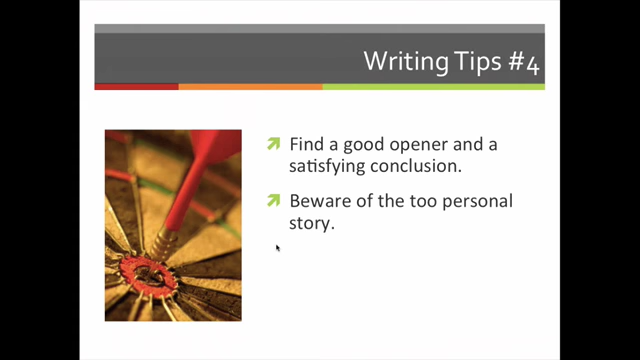 Writing Tips #4
Find a good opener and a
satisfying conclusion.
Beware of the too personal
story.